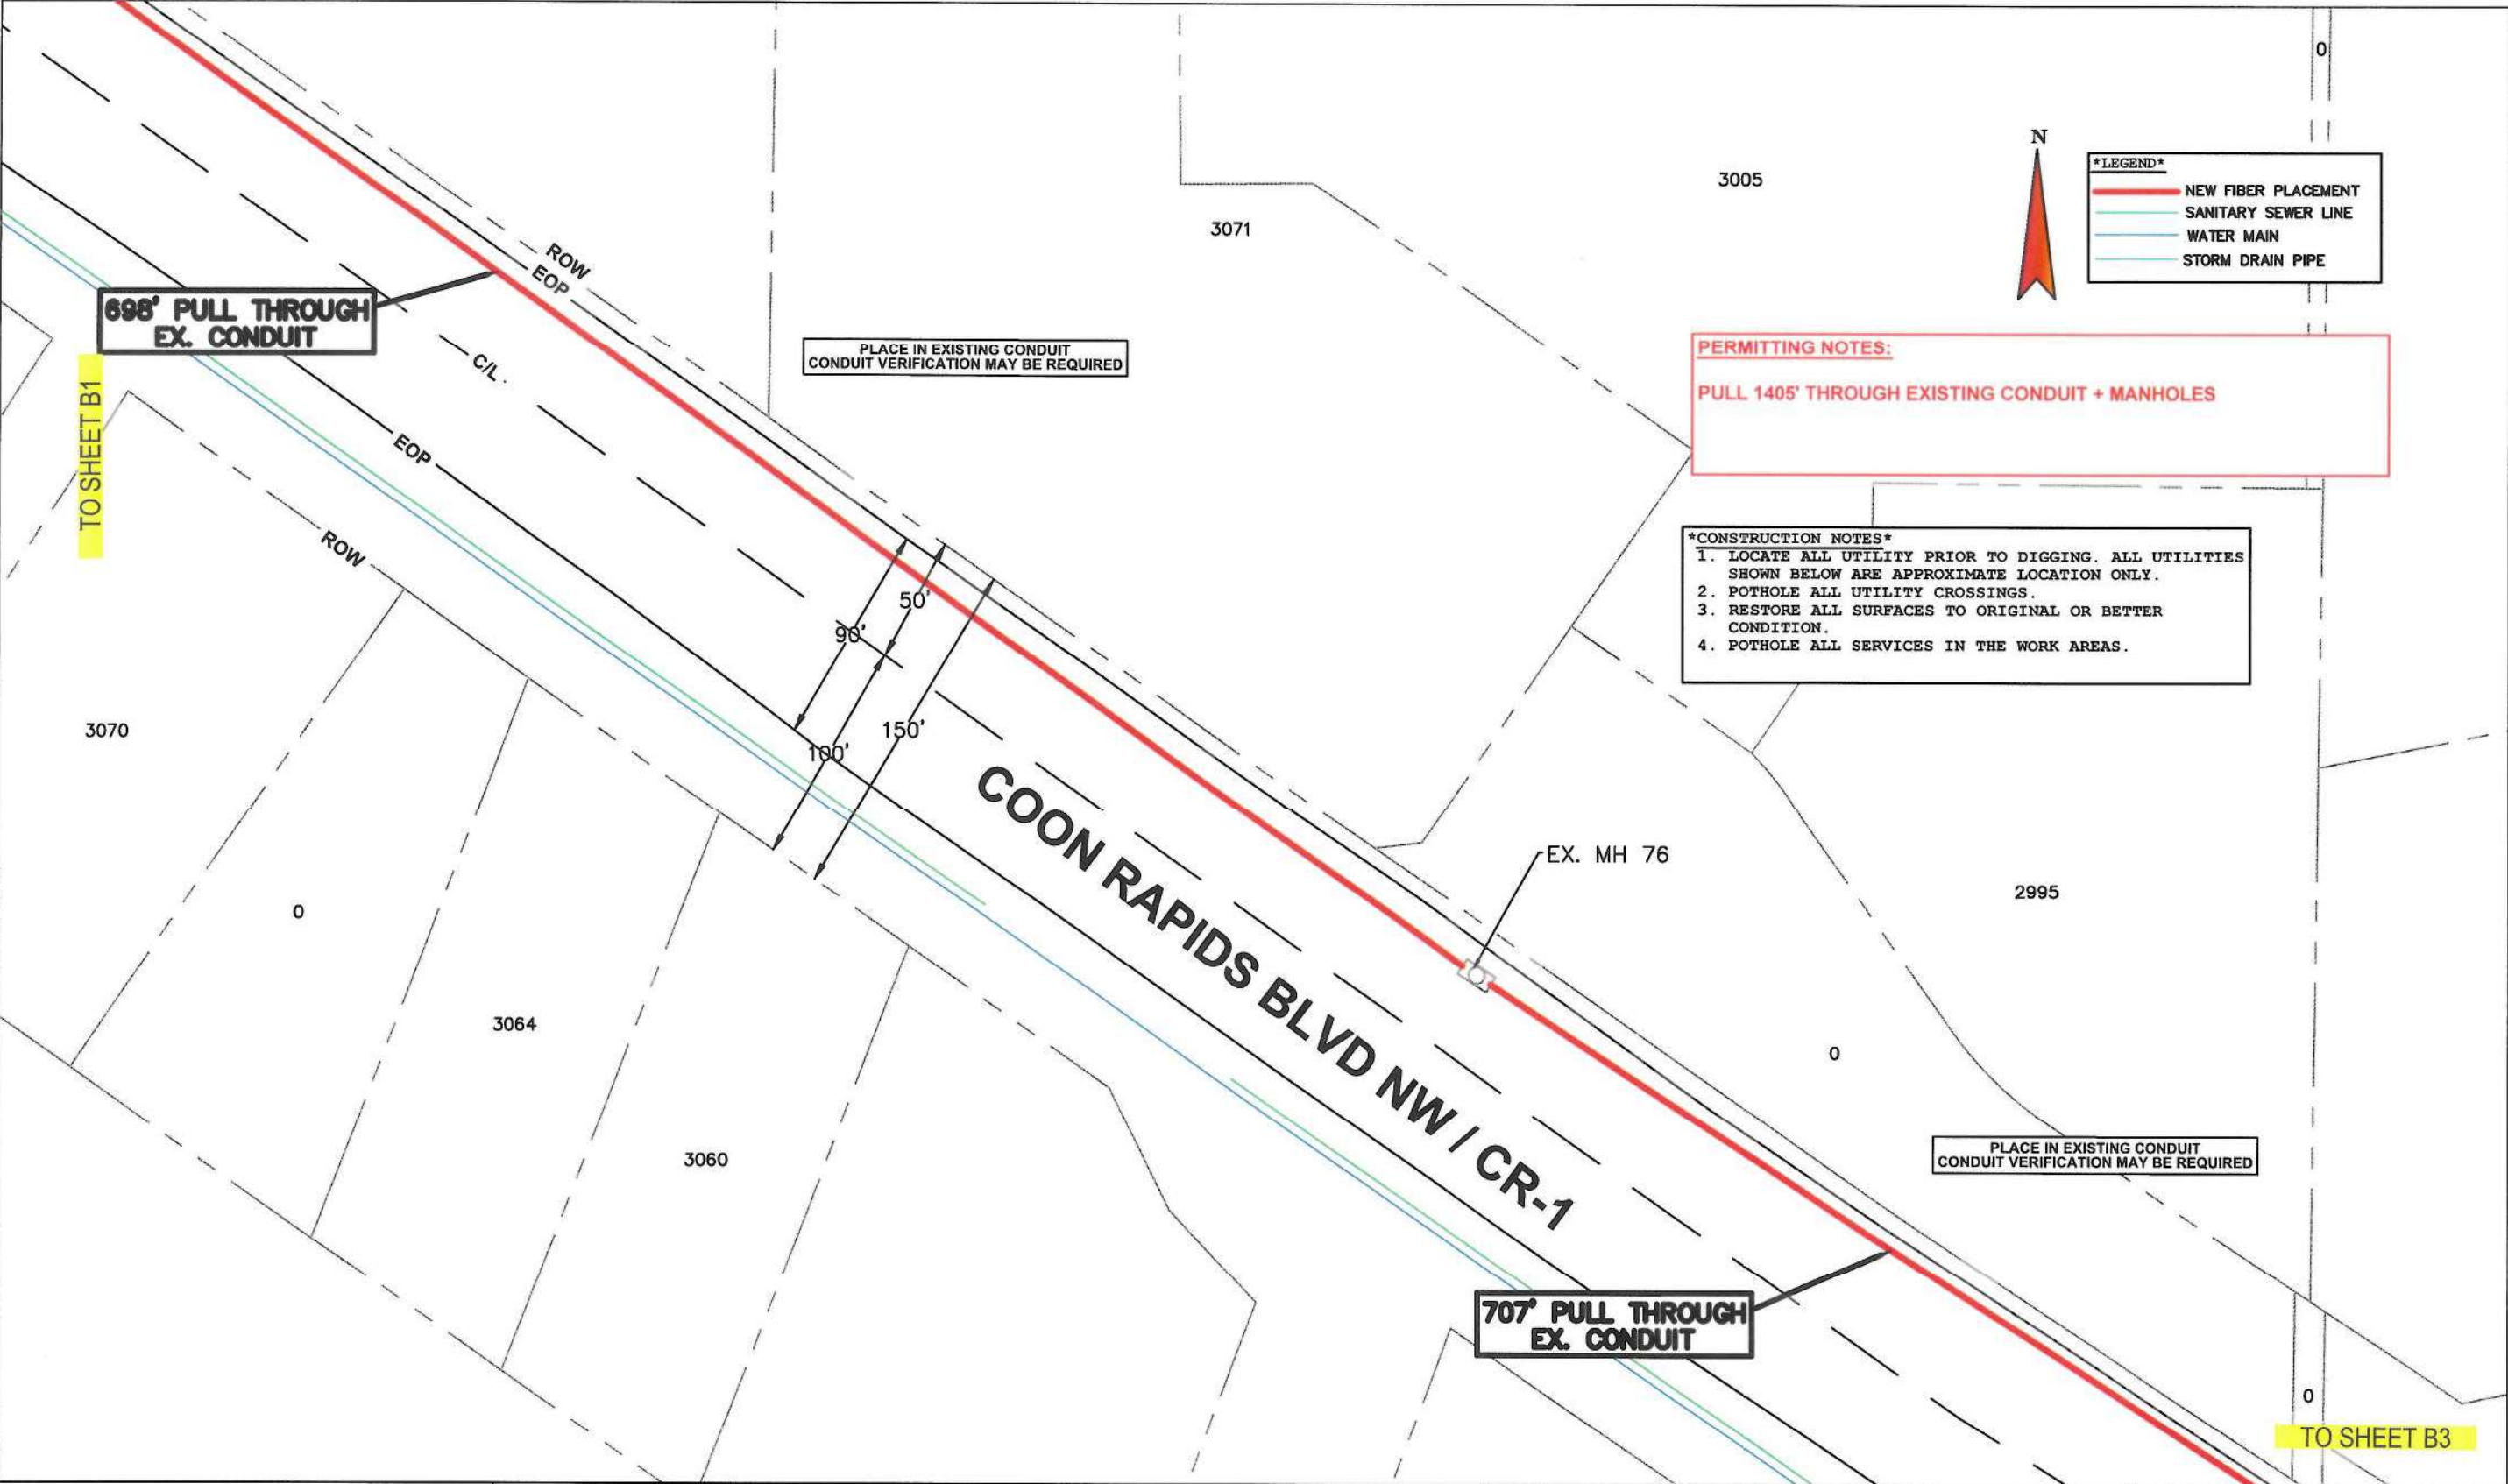 0
N
*LEGEND*
NEW FIBER PLACEMENT
SANITARY SEWER LINE
WATER MAIN
STORM DRAIN PIPE
3005
3071
ROW
EOP
698' PULL THROUGH
EX. CONDUIT
C/L
PLACE IN EXISTING CONDUIT
CONDUIT VERIFICATION MAY BE REQUIRED
PERMITTING NOTES:
PULL 1405' THROUGH EXISTING CONDUIT + MANHOLES
TO SHEET B1
EOP
ROW
*CONSTRUCTION NOTES*
1. LOCATE ALL UTILITY PRIOR TO DIGGING. ALL UTILITIES
SHOWN BELOW ARE APPROXIMATE LOCATION ONLY.
2. POTHOLE ALL UTILITY CROSSINGS.
3. RESTORE ALL SURFACES TO ORIGINAL OR BETTER
CONDITION.
4. POTHOLE ALL SERVICES IN THE WORK AREAS.
50'
90'
150'
100'
3070
COON RAPIDS BLVD NW / CR-1
EX. MH 76
2995
0
3064
0
3060
PLACE IN EXISTING CONDUIT
CONDUIT VERIFICATION MAY BE REQUIRED
707' PULL THROUGH
EX. CONDUIT
0
TO SHEET B3